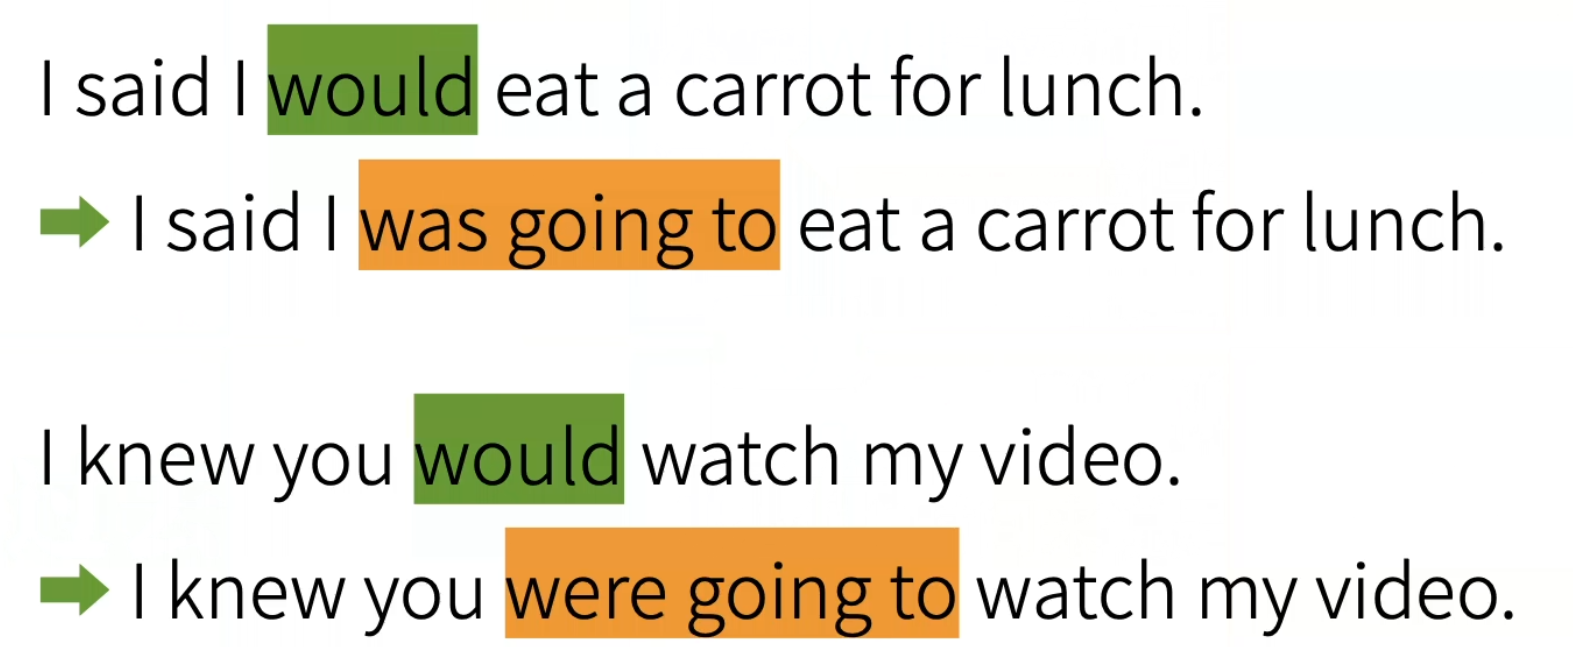 I said I would eat a carrot for lunch.
I said I was going to eat a carrot for lunch.
I knew you would watch my video.
I knew you were going to watch my video.